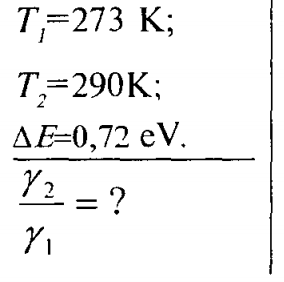 T₁=273 K;
T₂=290K;
ΔE=0,72 eV.
γ₂/γ₁ = ?